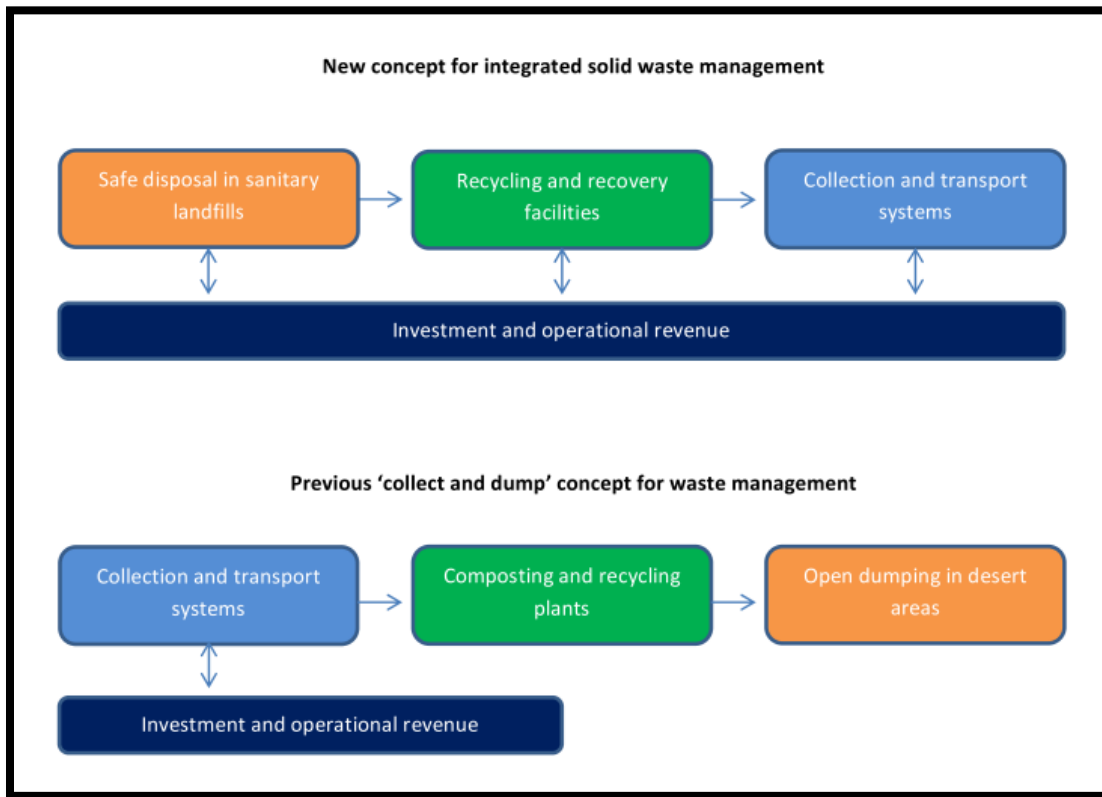 New concept for integrated solid waste management
Safe disposal in sanitary
landfills
Recycling and recovery
facilities
Collection and transport
systems
Investment and operational revenue
Previous ‘collect and dump’ concept for waste management
Collection and transport
systems
Composting and recycling
plants
Open dumping in desert
areas
Investment and operational revenue